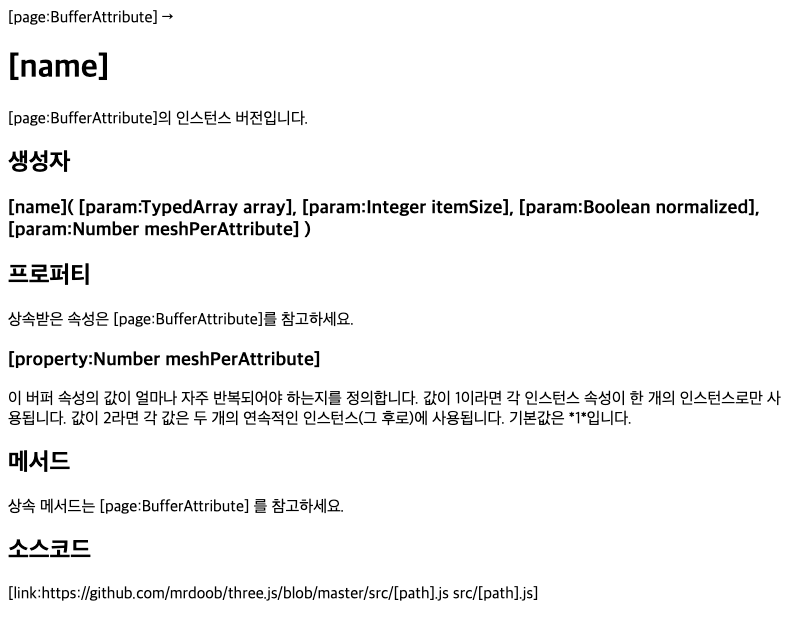 [page:BufferAttribute] →
[name]
[page:BufferAttribute]의 인스턴스 버전입니다.
생성자
[name]( [param:TypedArray array], [param:Integer itemSize], [param:Boolean normalized],
[param:Number meshPerAttribute] )
프로퍼티
상속받은 속성은 [page:BufferAttribute]를 참고하세요.
[property:Number meshPerAttribute]
이 버퍼 속성의 값이 얼마나 자주 반복되어야 하는지를 정의합니다. 값이 1이라면 각 인스턴스 속성이 한 개의 인스턴스로만 사
용됩니다. 값이 2라면 각 값은 두 개의 연속적인 인스턴스(그 후로)에 사용됩니다. 기본값은 *1*입니다.
메서드
상속 메서드는 [page:BufferAttribute] 를 참고하세요.
소스코드
[link:https://github.com/mrdoob/three.js/blob/master/src/[path].js src/[path].js]